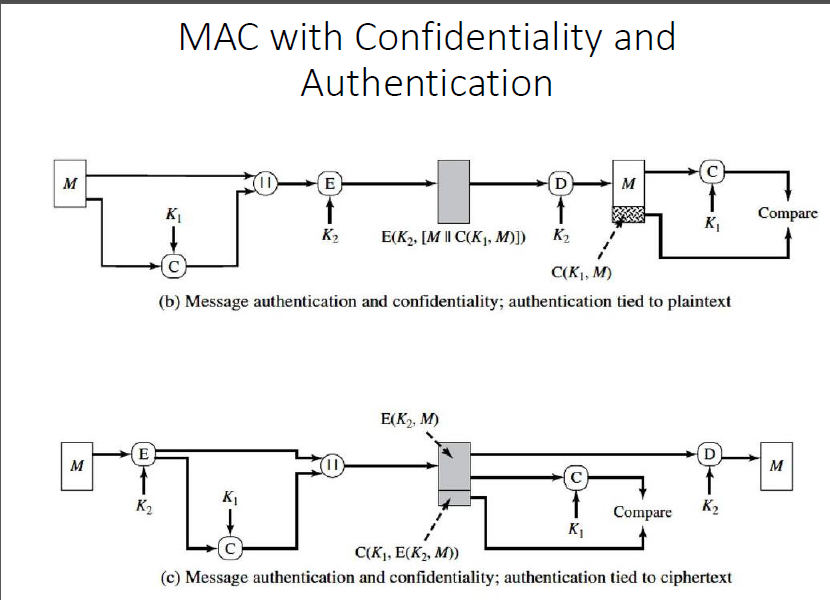 MAC with Confidentiality and
Authentication
M
K₁
C
||
E
K₂
E(K₂, [M || C(K₁, M)])
D
K₂
M
C(K₁, M)
C
K₁
Compare
(b) Message authentication and confidentiality; authentication tied to plaintext
M
E
K₂
K₁
C
||
E(K₂, M)
C(K₁, E(K₂, M))
C
K₁
Compare
D
K₂
M
(c) Message authentication and confidentiality; authentication tied to ciphertext